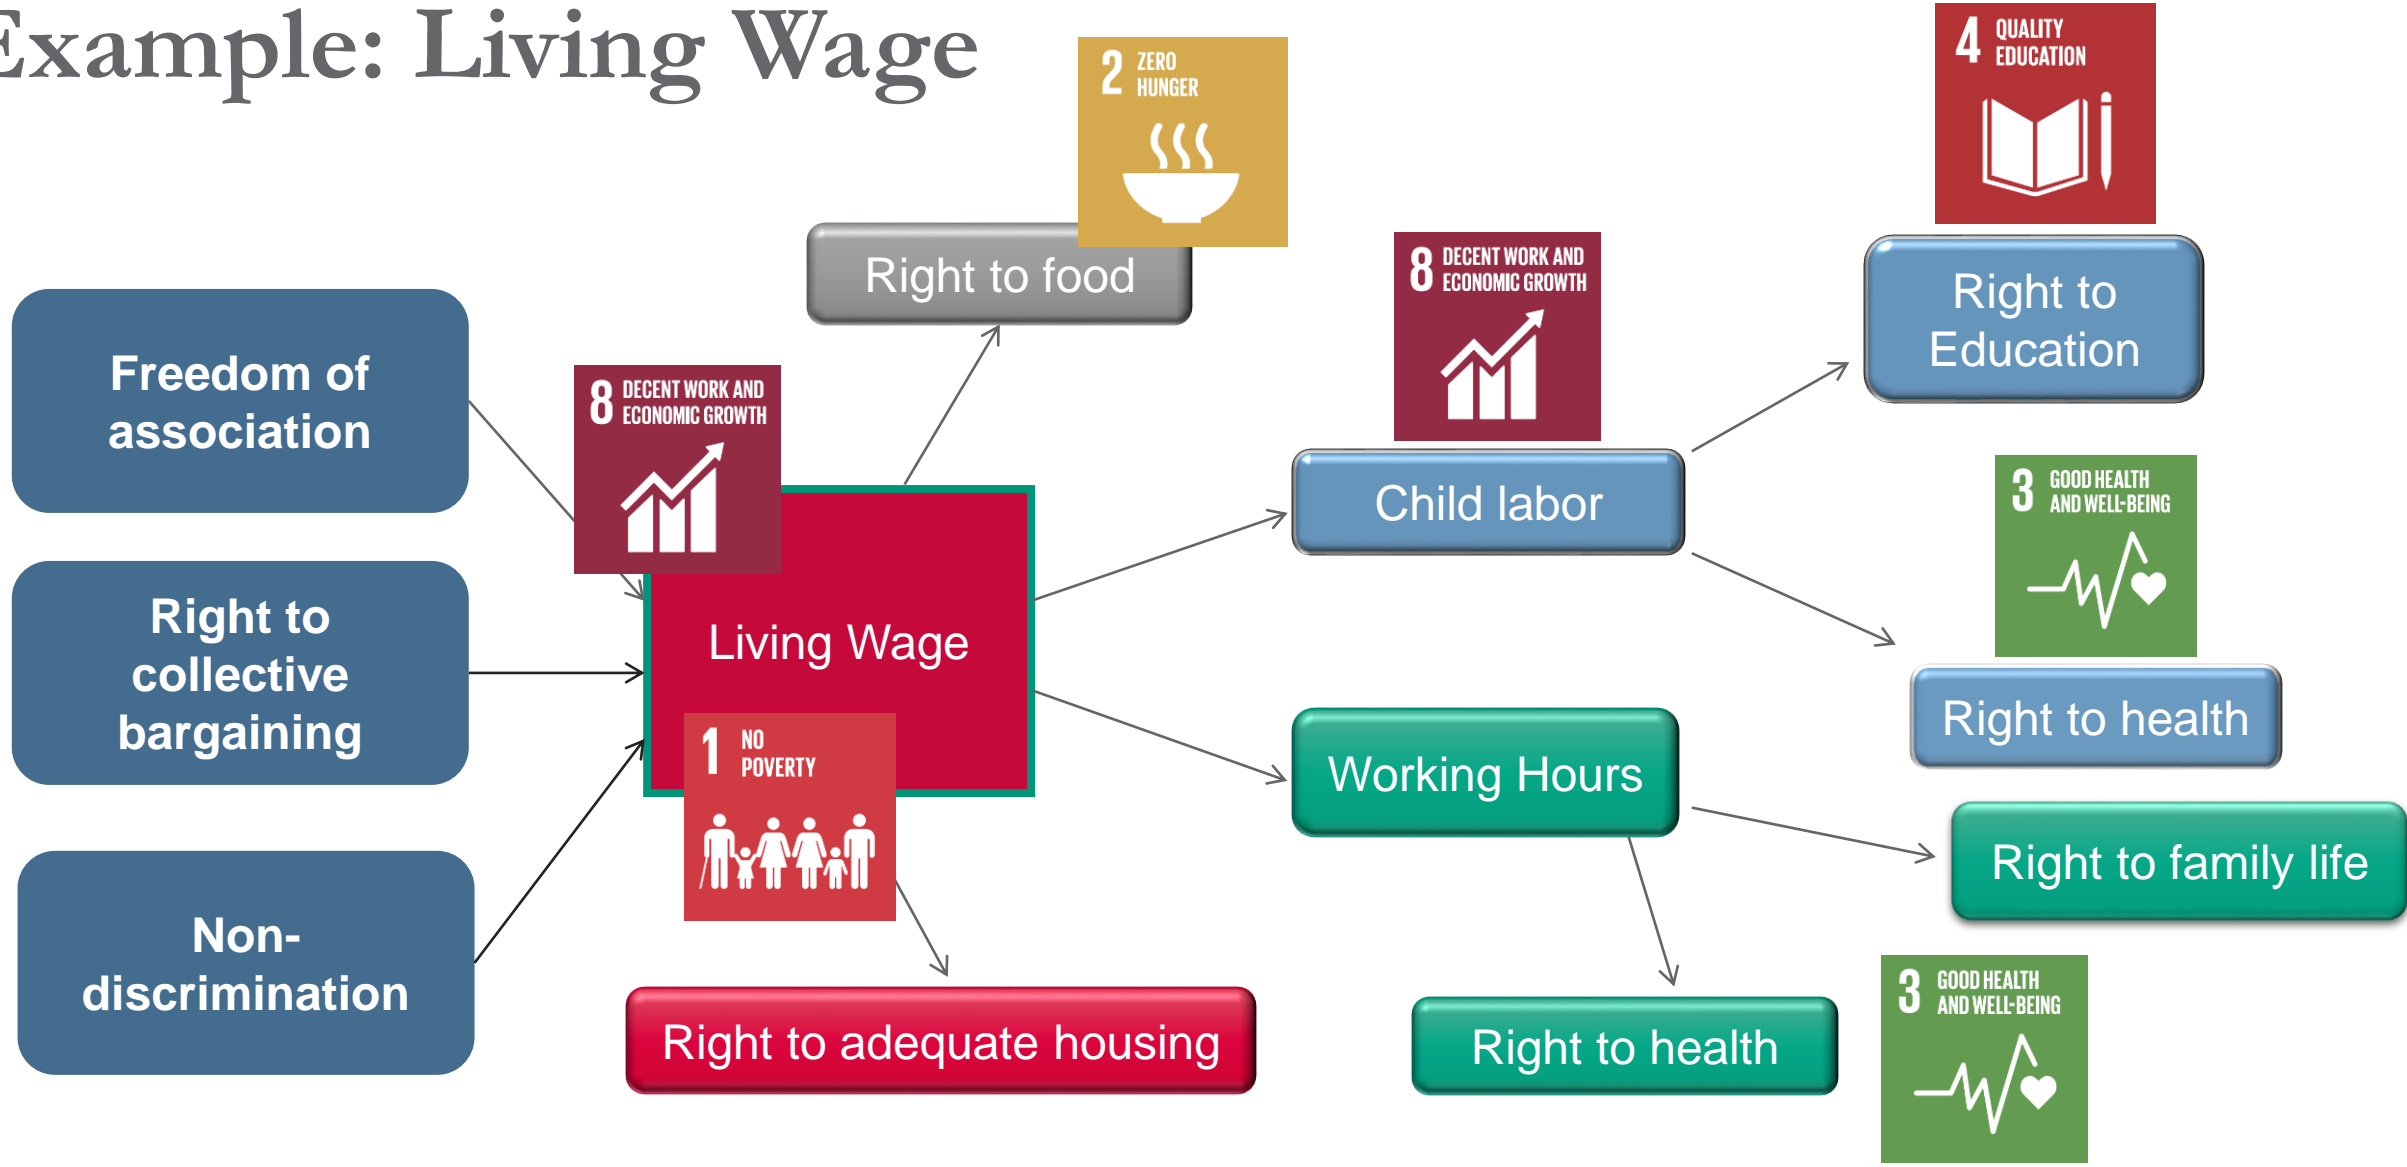 Example: Living Wage
2 ZERO
HUNGER
4 QUALITY
EDUCATION
Right to food
8 DECENT WORK AND
ECONOMIC GROWTH
Right to
Education
Freedom of
association
8 DECENT WORK AND
ECONOMIC GROWTH
Child labor
3 GOOD HEALTH
AND WELL-BEING
Right to
collective
bargaining
Living Wage
Right to health
1 NO
POVERTY
Working Hours
Right to family life
Non-
discrimination
Right to adequate housing
Right to health
3 GOOD HEALTH
AND WELL-BEING